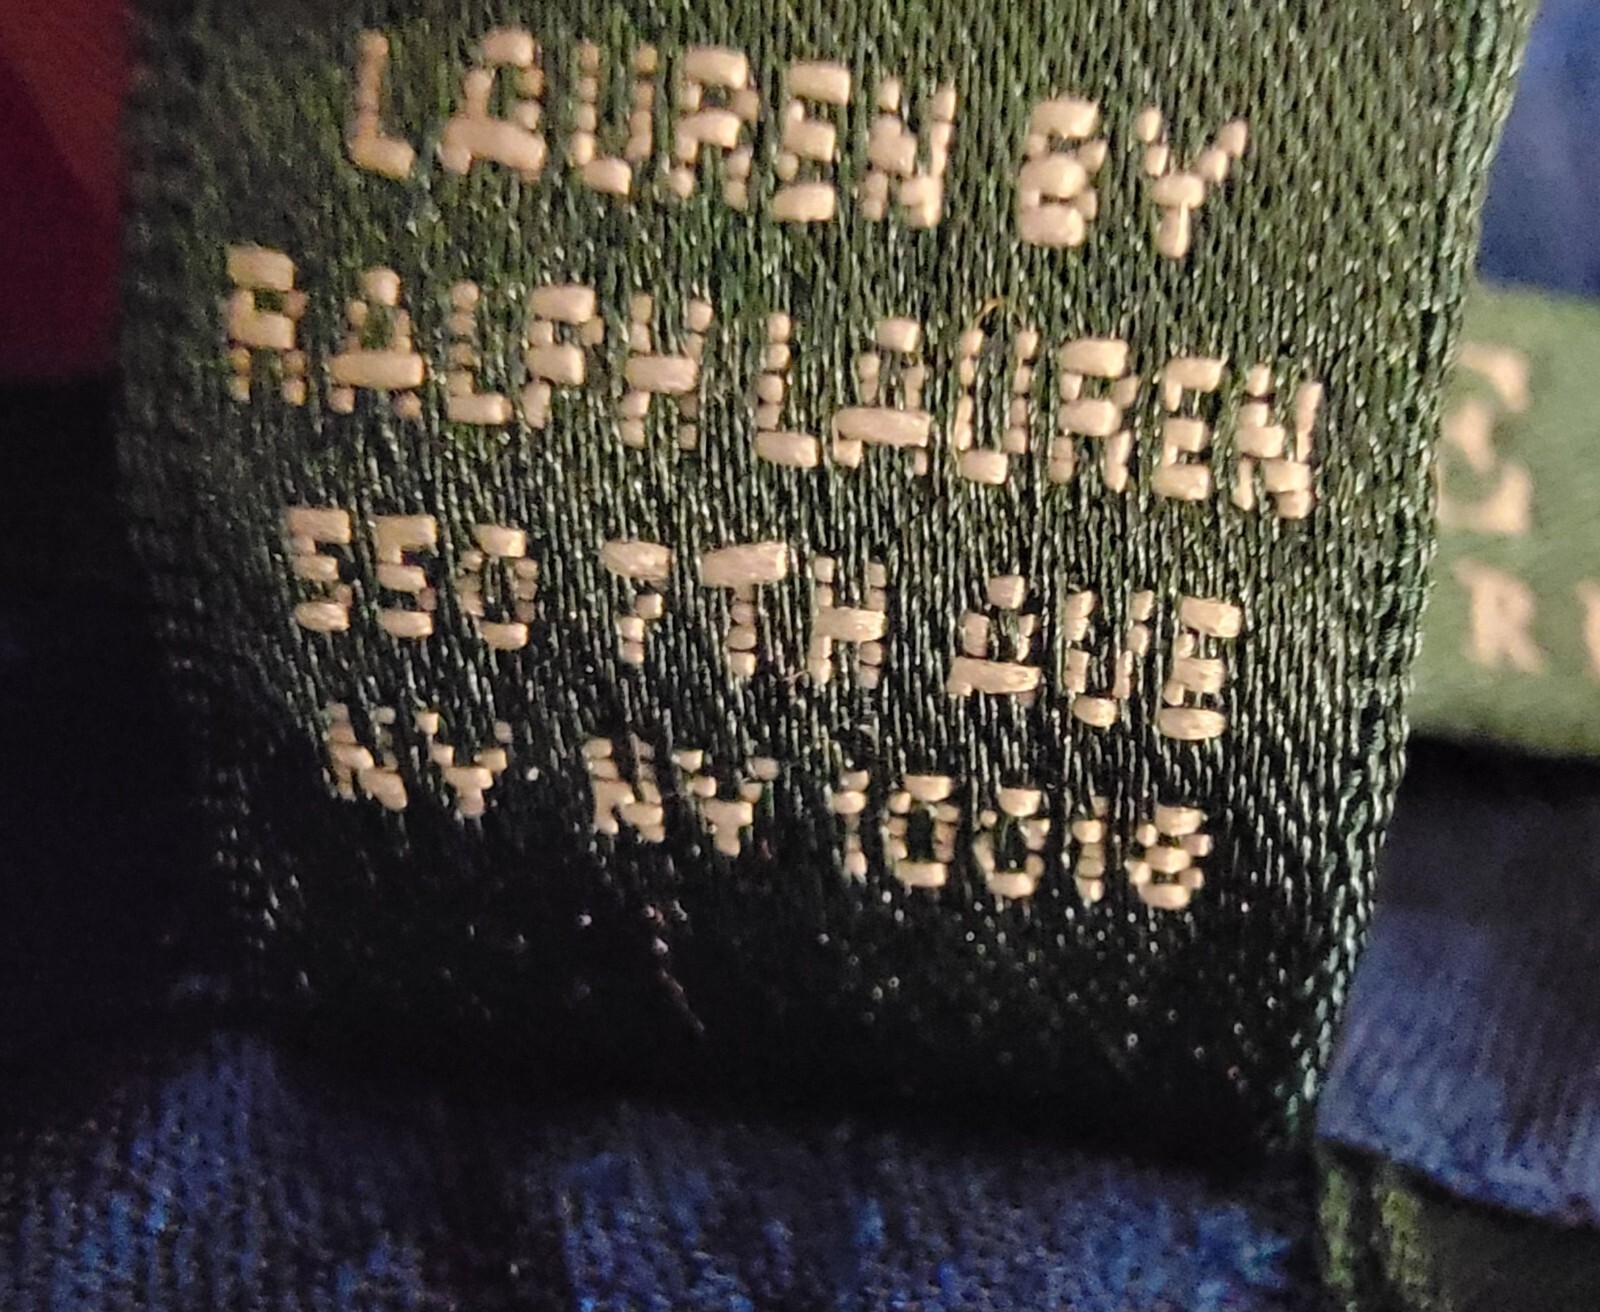 LAUREN BY
RALPH LAUREN
550 7TH AVE
NY NY 10018
R